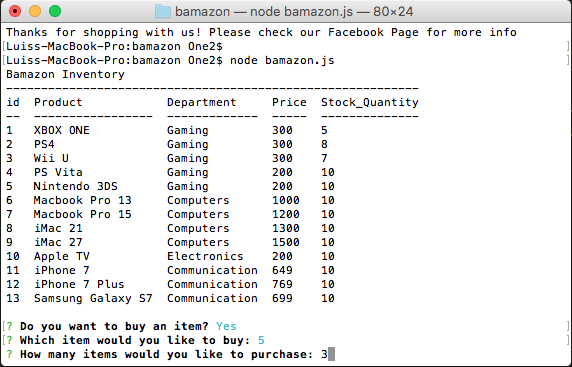 bamazon — node bamazon.js — 80×24
Thanks for shopping with us! Please check our Facebook Page for more info
[Luiss-MacBook-Pro:bamazon One2$ ]
[Luiss-MacBook-Pro:bamazon One2$ node bamazon.js ]
Bamazon Inventory
-----------------------------------------------------------
id  Product            Department     Price  Stock_Quantity
--  -----------------  -------------  -----  --------------
1   XBOX ONE           Gaming         300    5
2   PS4                Gaming         300    8
3   Wii U              Gaming         300    7
4   PS Vita            Gaming         200    10
5   Nintendo 3DS       Gaming         200    10
6   Macbook Pro 13     Computers      1000   10
7   Macbook Pro 15     Computers      1200   10
8   iMac 21            Computers      1300   10
9   iMac 27            Computers      1500   10
10  Apple TV           Electronics    200    10
11  iPhone 7           Communication  649    10
12  iPhone 7 Plus      Communication  769    10
13  Samsung Galaxy S7  Communication  699    10
[? Do you want to buy an item? Yes ]
[? Which item would you like to buy: 5 ]
? How many items would you like to purchase: 3